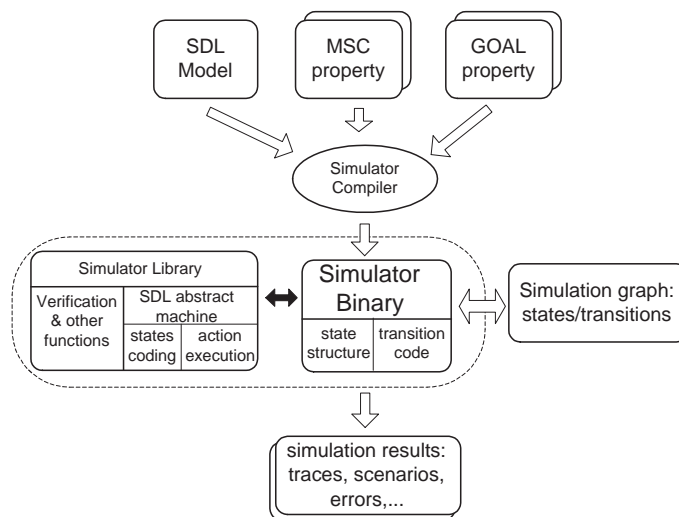 SDL
Model
MSC
property
GOAL
property
Simulator
Compiler
Simulator Library
Verification
& other
functions
SDL abstract
machine
states
coding
action
execution
Simulator
Binary
state
structure
transition
code
Simulation graph:
states/transitions
simulation results:
traces, scenarios,
errors,...